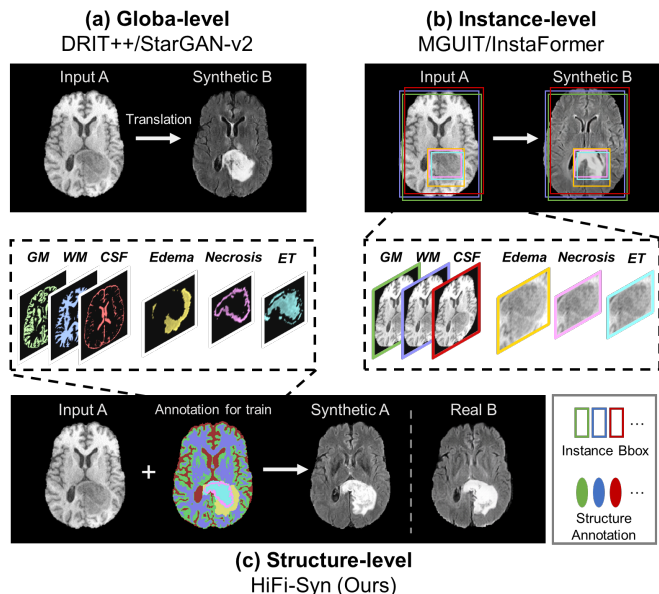 (a) Globa-level
DRIT++/StarGAN-v2
(b) Instance-level
MGUIT/InstaFormer
Input A
Synthetic B
Translation
Input A
Synthetic B
GM WM CSF Edema Necrosis ET
GM WM CSF Edema Necrosis ET
Input A
Annotation for train
Synthetic A
Real B
+
...
Instance Bbox
...
Structure
Annotation
(c) Structure-level
HiFi-Syn (Ours)